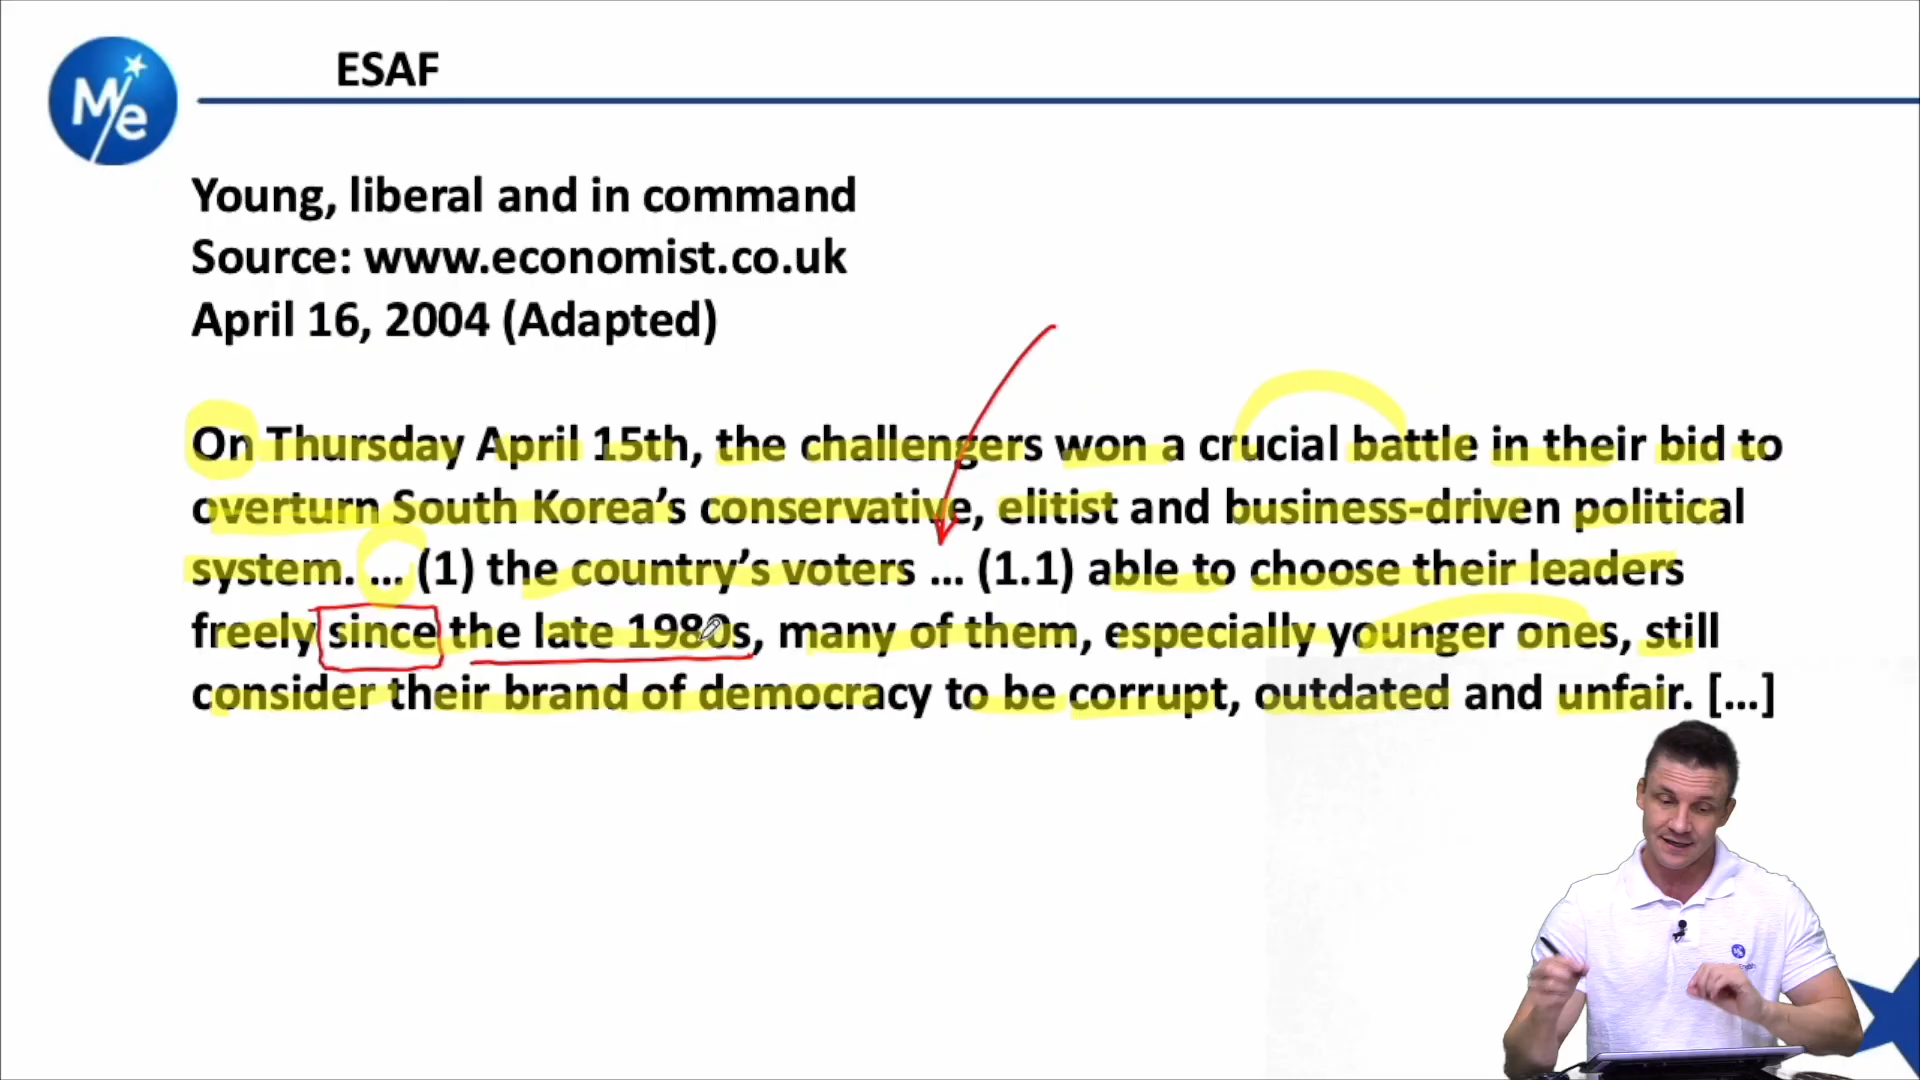 M/e
ESAF
Young, liberal and in command
Source: www.economist.co.uk
April 16, 2004 (Adapted)
On Thursday April 15th, the challengers won a crucial battle in their bid to
overturn South Korea’s conservative, elitist and business-driven political
system. ... (1) the country’s voters ... (1.1) able to choose their leaders
freely since the late 1980s, many of them, especially younger ones, still
consider their brand of democracy to be corrupt, outdated and unfair. [...]